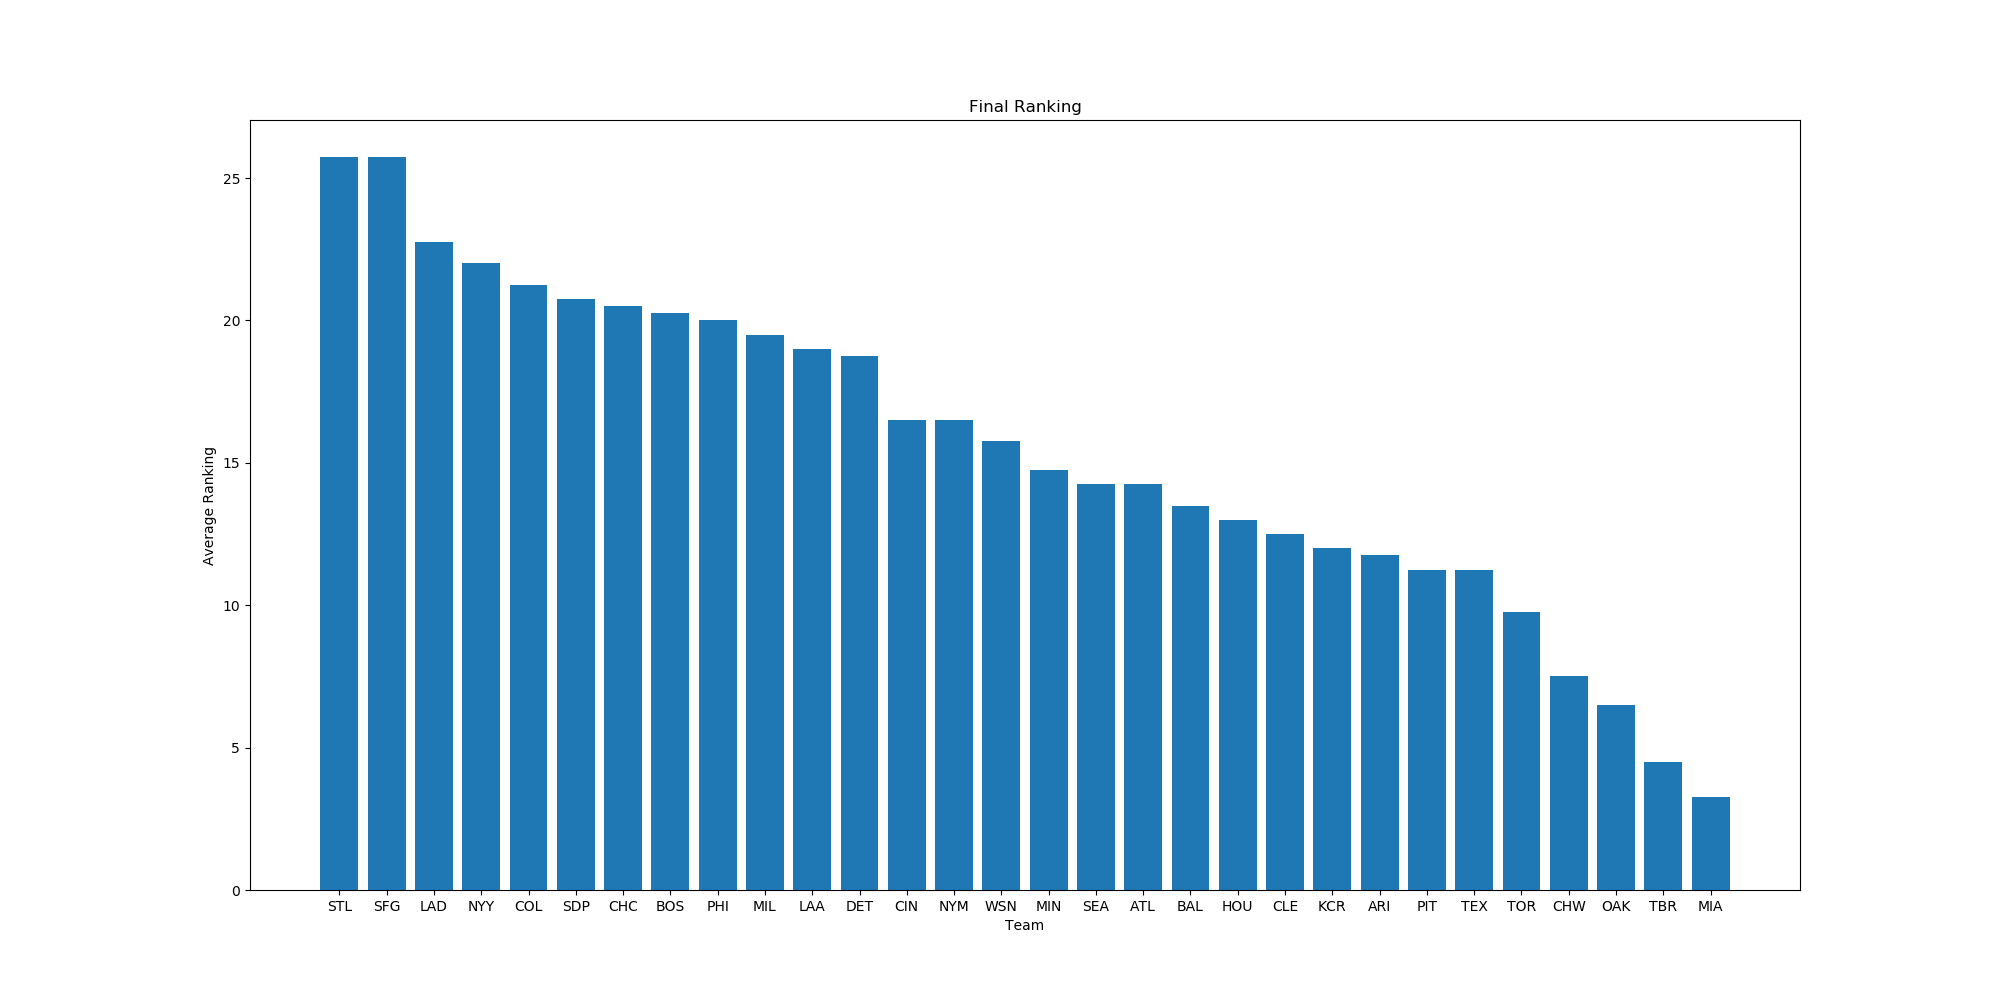 Final Ranking
25
20
15
10
5
0
Average Ranking
STL SFG LAD NYY COL SDP CHC BOS PHI MIL LAA DET CIN NYM WSN MIN SEA ATL BAL HOU CLE KCR ARI PIT TEX TOR CHW OAK TBR MIA
Team